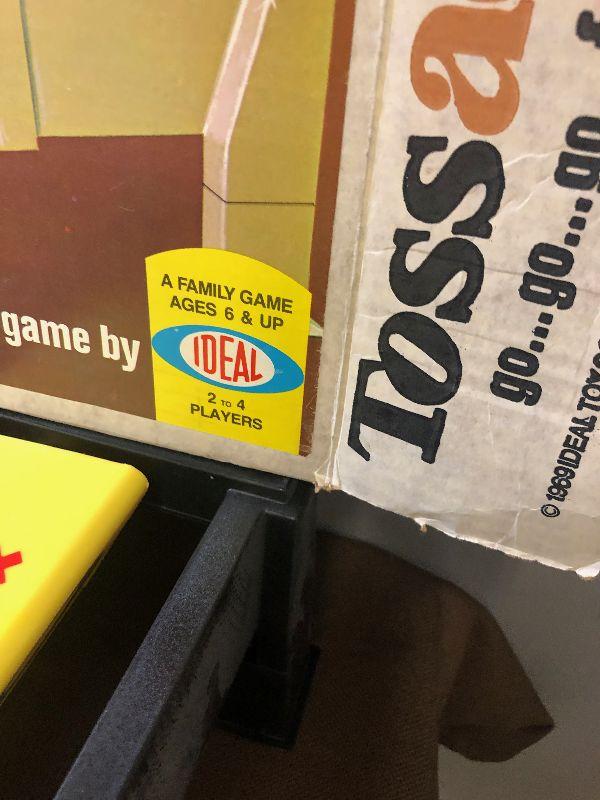 game by
A FAMILY GAME
AGES 6 & UP
IDEAL
2 TO 4
PLAYERS
Toss a
go...go...go
© 1969 IDEAL TOY